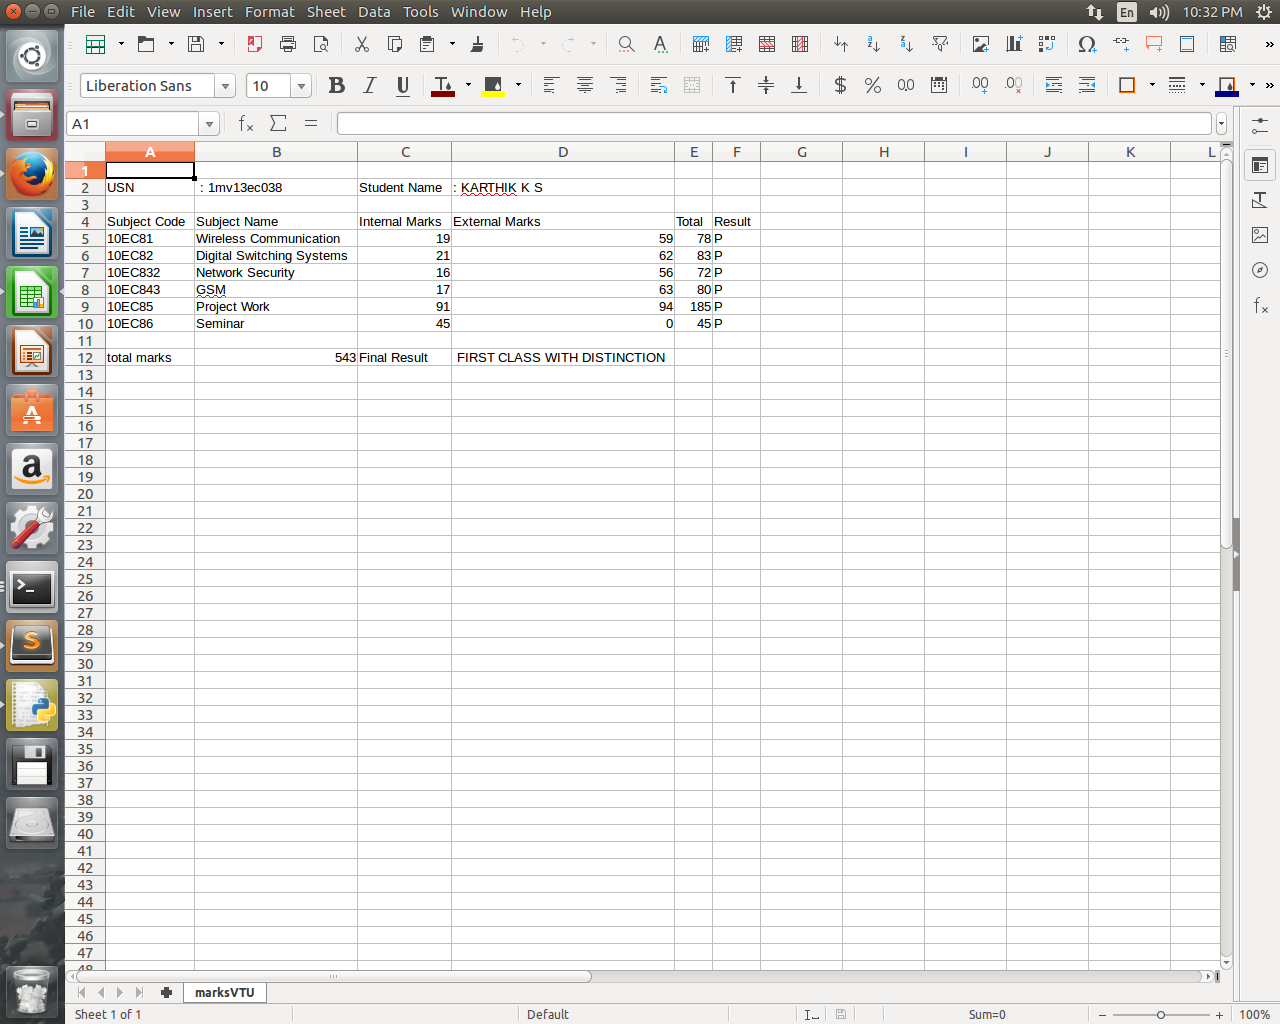 File Edit View Insert Format Sheet Data Tools Window Help En 10:32 PM
Liberation Sans 10
A1
A B C D E F G H I J K L
1
2 USN : 1mv13ec038 Student Name : KARTHIK K S
3
4 Subject Code Subject Name Internal Marks External Marks Total Result
5 10EC81 Wireless Communication 19 59 78 P
6 10EC82 Digital Switching Systems 21 62 83 P
7 10EC832 Network Security 16 56 72 P
8 10EC843 GSM 17 63 80 P
9 10EC85 Project Work 91 94 185 P
10 10EC86 Seminar 45 0 45 P
11
12 total marks 543 Final Result FIRST CLASS WITH DISTINCTION
13
14
15
16
17
18
19
20
21
22
23
24
25
26
27
28
29
30
31
32
33
34
35
36
37
38
39
40
41
42
43
44
45
46
47
48
marksVTU
Sheet 1 of 1 Default Sum=0 100%